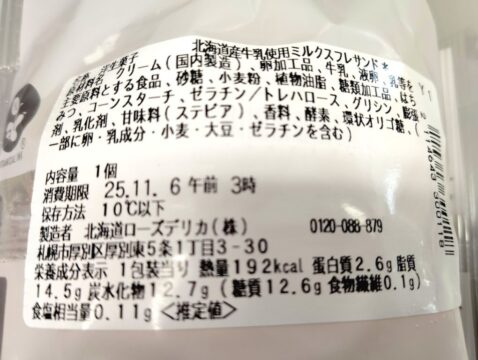 北海道産牛乳使用ミルクスフレサンド*
名称 洋生菓子
原材料名 クリーム(国内製造)、卵加工品、牛乳、液卵、乳等を
主要原料とする食品、砂糖、小麦粉、植物油脂、糖類加工品、はち
みつ、コーンスターチ、ゼラチン/トレハロース、グリシン、膨張
剤、乳化剤、甘味料(ステビア)、香料、酵素、環状オリゴ糖、(
一部に卵・乳成分・小麦・大豆・ゼラチンを含む)
内容量 1個
消費期限 25.11. 6 午前 3時
保存方法 10℃以下
製造者 北海道ローズデリカ(株) 0120-088-879
札幌市厚別区厚別東5条1丁目3-30
栄養成分表示 1包装当り 熱量192kcal 蛋白質2.6g 脂質
14.5g 炭水化物12.7g (糖質12.6g 食物繊維0.1g)
食塩相当量0.11g <推定値>